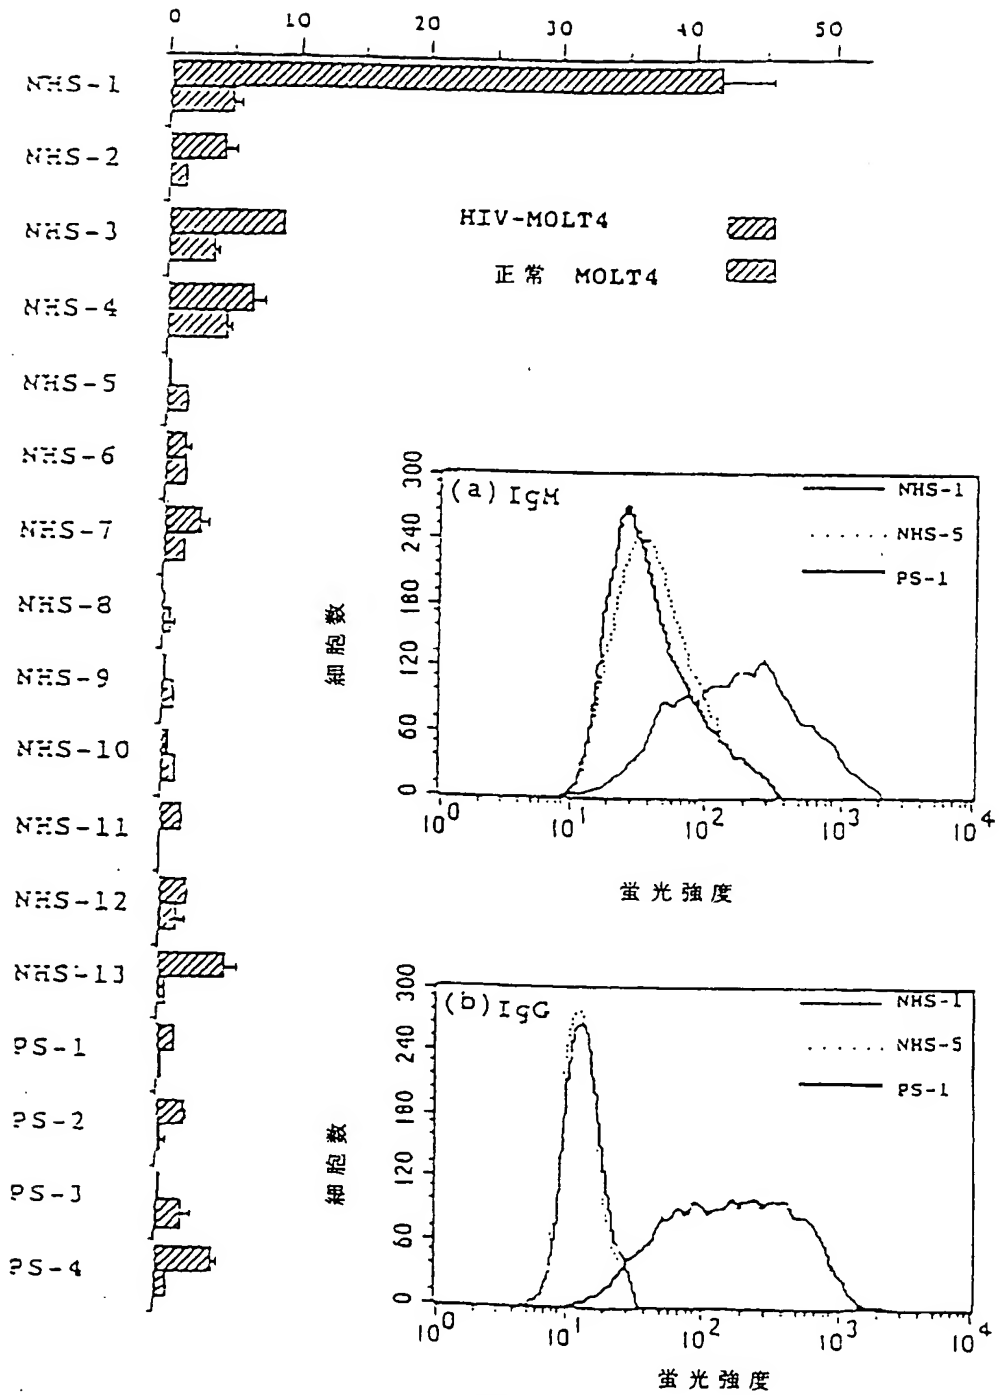 0 10 20 30 40 50
NHS-1
NHS-2
NHS-3
NHS-4
NHS-5
NHS-6
NHS-7
NHS-8
NHS-9
NHS-10
NHS-11
NHS-12
NHS-13
PS-1
PS-2
PS-3
PS-4
HIV-MOLT4
正常 MOLT4
(a) IgM
NHS-1
NHS-5
PS-1
300
240
180
120
60
0
細胞数
10⁰ 10¹ 10² 10³ 10⁴
蛍光強度
(b) IgG
NHS-1
NHS-5
PS-1
300
240
180
120
60
0
細胞数
10⁰ 10¹ 10² 10³ 10⁴
蛍光強度